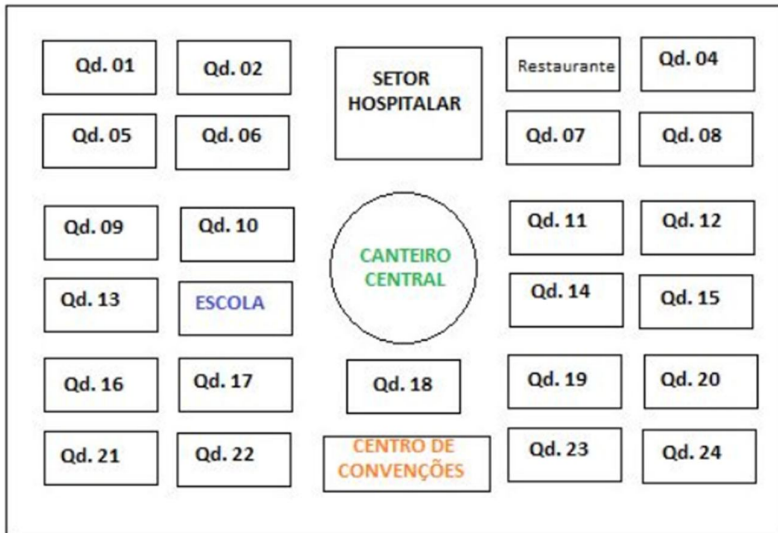 Qd. 01
Qd. 02
SETOR
HOSPITALAR
Restaurante
Qd. 04
Qd. 05
Qd. 06
Qd. 07
Qd. 08
Qd. 09
Qd. 10
CANTEIRO
CENTRAL
Qd. 11
Qd. 12
Qd. 13
ESCOLA
Qd. 14
Qd. 15
Qd. 16
Qd. 17
Qd. 18
Qd. 19
Qd. 20
Qd. 21
Qd. 22
CENTRO DE
CONVENÇÕES
Qd. 23
Qd. 24